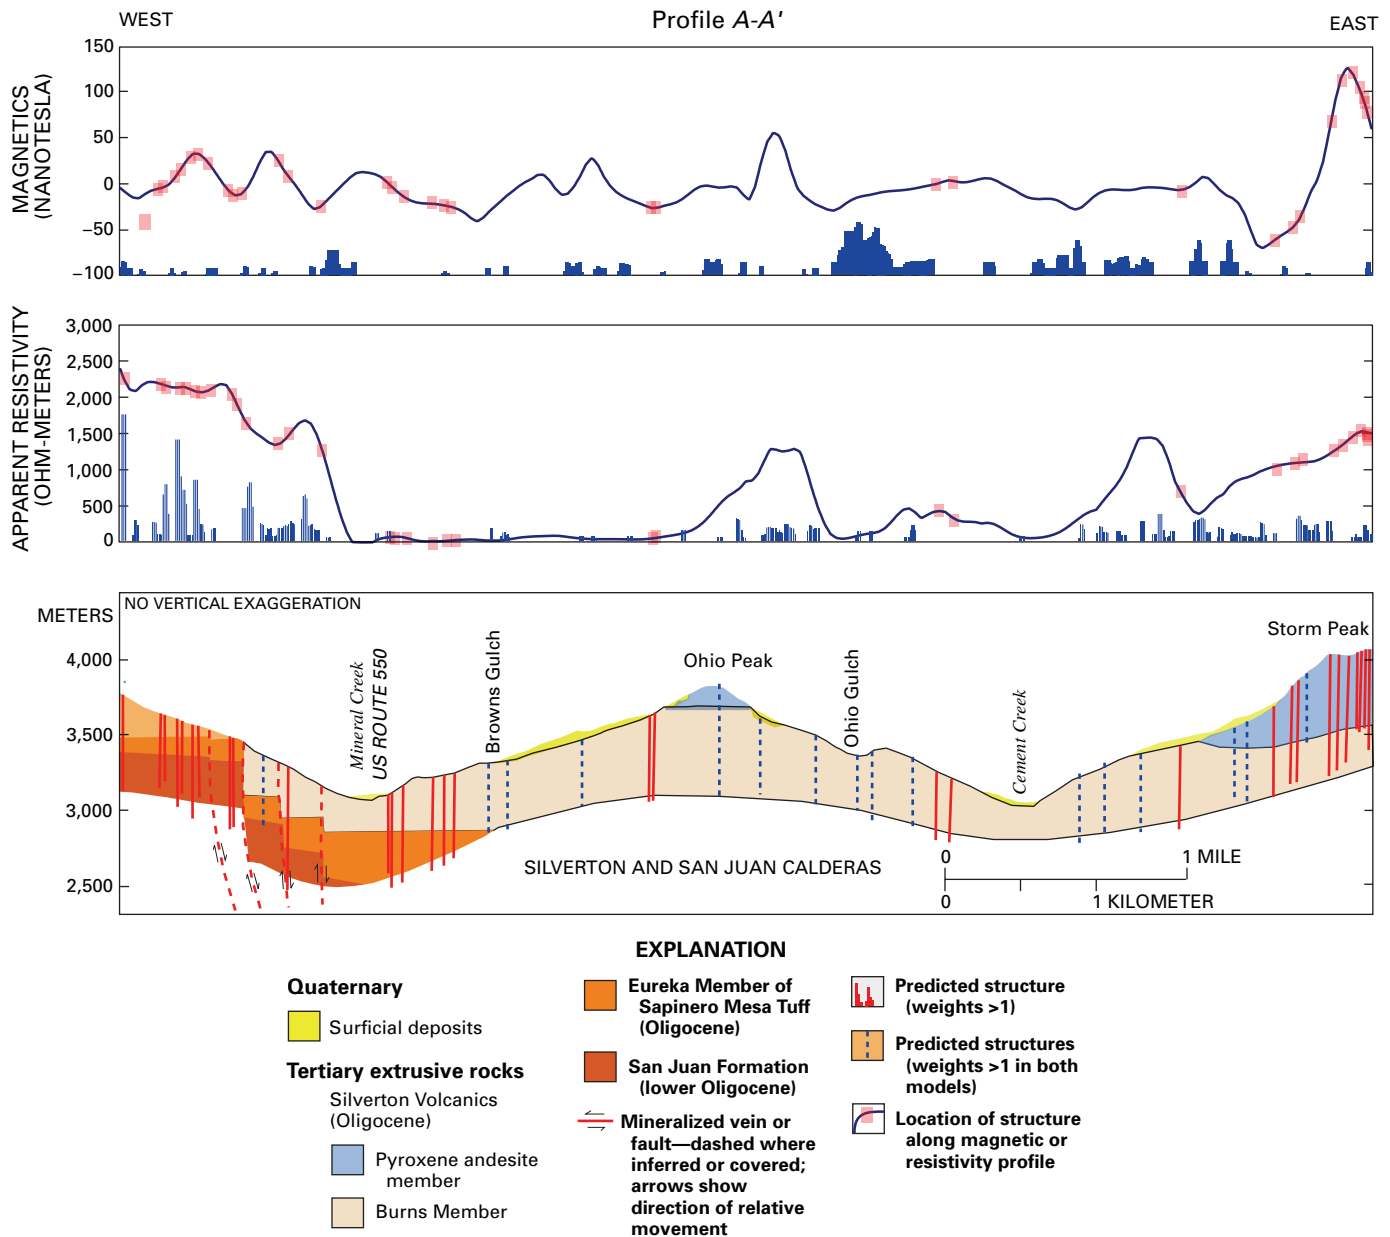 WEST
Profile A-A'
EAST
MAGNETICS
(NANOTESLA)
150
100
50
0
−50
−100
APPARENT RESISTIVITY
(OHM-METERS)
3,000
2,500
2,000
1,500
1,000
500
0
METERS
4,000
3,500
3,000
2,500
NO VERTICAL EXAGGERATION
Mineral Creek
US ROUTE 550
Browns Gulch
Ohio Peak
Ohio Gulch
Cement Creek
Storm Peak
SILVERTON AND SAN JUAN CALDERAS
0
1 MILE
0
1 KILOMETER
EXPLANATION
Quaternary
Surficial deposits
Tertiary extrusive rocks
Silverton Volcanics
(Oligocene)
Pyroxene andesite
member
Burns Member
Eureka Member of
Sapinero Mesa Tuff
(Oligocene)
San Juan Formation
(lower Oligocene)
Mineralized vein or
fault—dashed where
inferred or covered;
arrows show
direction of relative
movement
Predicted structure
(weights >1)
Predicted structures
(weights >1 in both
models)
Location of structure
along magnetic or
resistivity profile